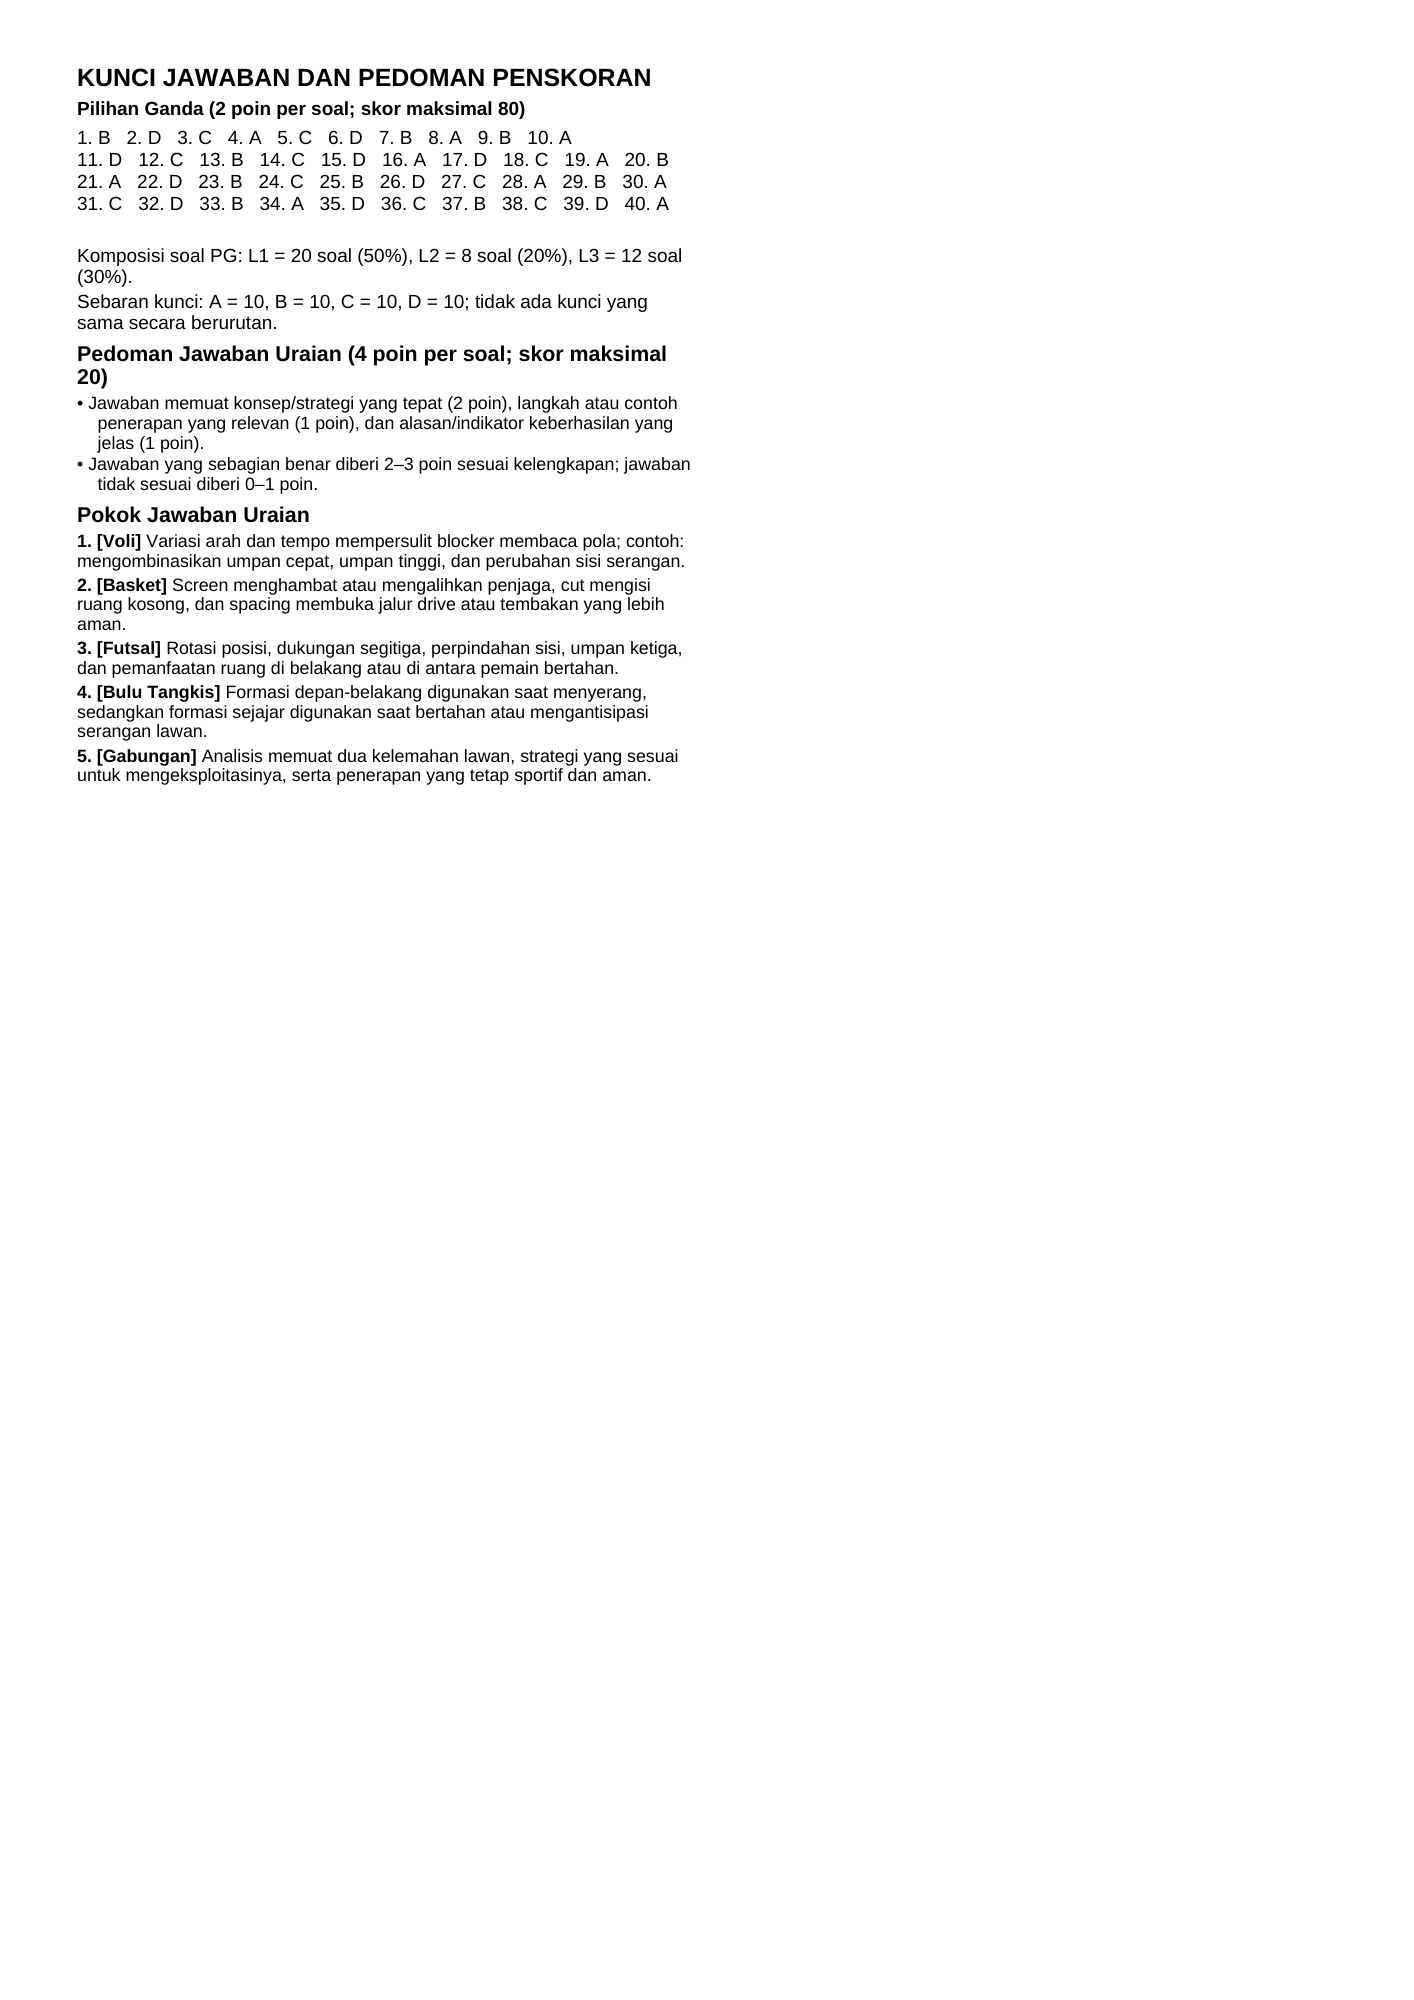 KUNCI JAWABAN DAN PEDOMAN PENSKORAN
Pilihan Ganda (2 poin per soal; skor maksimal 80)
1. B 2. D 3. C 4. A 5. C 6. D 7. B 8. A 9. B 10. A
11. D 12. C 13. B 14. C 15. D 16. A 17. D 18. C 19. A 20. B
21. A 22. D 23. B 24. C 25. B 26. D 27. C 28. A 29. B 30. A
31. C 32. D 33. B 34. A 35. D 36. C 37. B 38. C 39. D 40. A
Komposisi soal PG: L1 = 20 soal (50%), L2 = 8 soal (20%), L3 = 12 soal
(30%).
Sebaran kunci: A = 10, B = 10, C = 10, D = 10; tidak ada kunci yang
sama secara berurutan.
Pedoman Jawaban Uraian (4 poin per soal; skor maksimal
20)
• Jawaban memuat konsep/strategi yang tepat (2 poin), langkah atau contoh
penerapan yang relevan (1 poin), dan alasan/indikator keberhasilan yang
jelas (1 poin).
• Jawaban yang sebagian benar diberi 2–3 poin sesuai kelengkapan; jawaban
tidak sesuai diberi 0–1 poin.
Pokok Jawaban Uraian
1. [Voli] Variasi arah dan tempo mempersulit blocker membaca pola; contoh:
mengombinasikan umpan cepat, umpan tinggi, dan perubahan sisi serangan.
2. [Basket] Screen menghambat atau mengalihkan penjaga, cut mengisi
ruang kosong, dan spacing membuka jalur drive atau tembakan yang lebih
aman.
3. [Futsal] Rotasi posisi, dukungan segitiga, perpindahan sisi, umpan ketiga,
dan pemanfaatan ruang di belakang atau di antara pemain bertahan.
4. [Bulu Tangkis] Formasi depan-belakang digunakan saat menyerang,
sedangkan formasi sejajar digunakan saat bertahan atau mengantisipasi
serangan lawan.
5. [Gabungan] Analisis memuat dua kelemahan lawan, strategi yang sesuai
untuk mengeksploitasinya, serta penerapan yang tetap sportif dan aman.